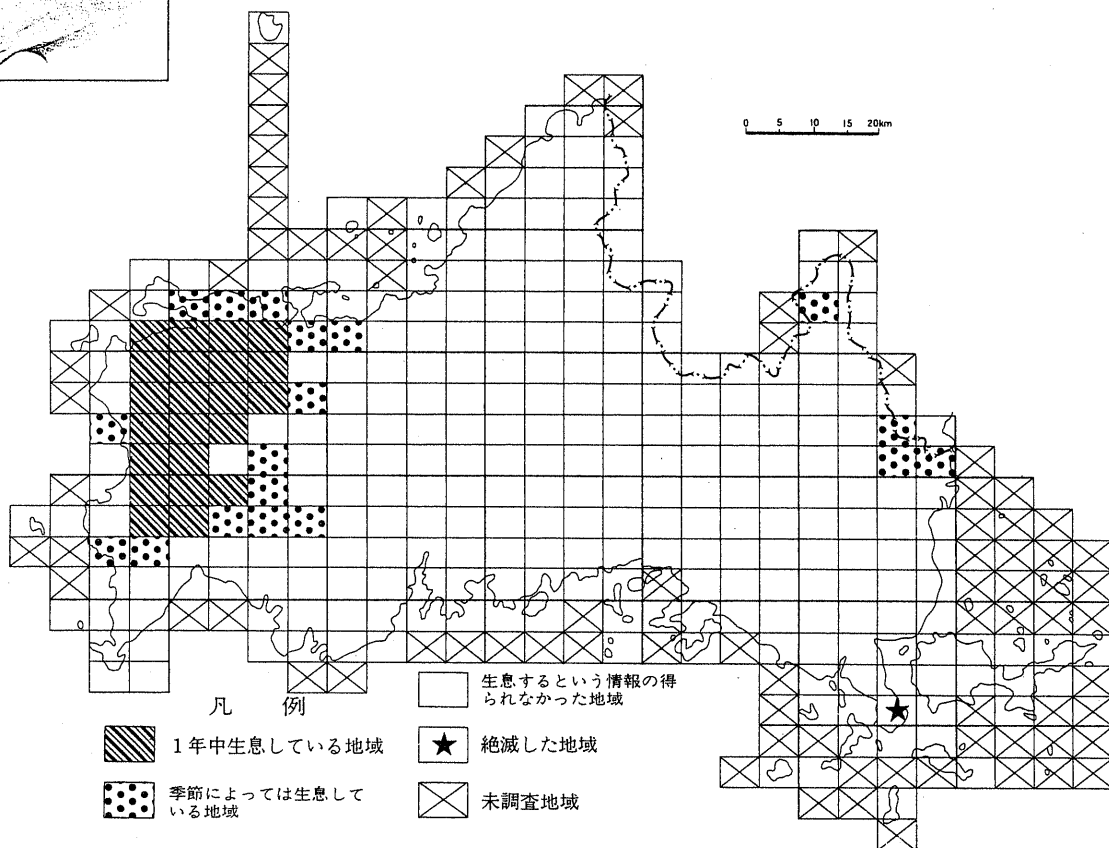 0 5 10 15 20km
凡 例
1年中生息している地域
季節によっては生息して
いる地域
生息するという情報の得
られなかった地域
絶滅した地域
未調査地域